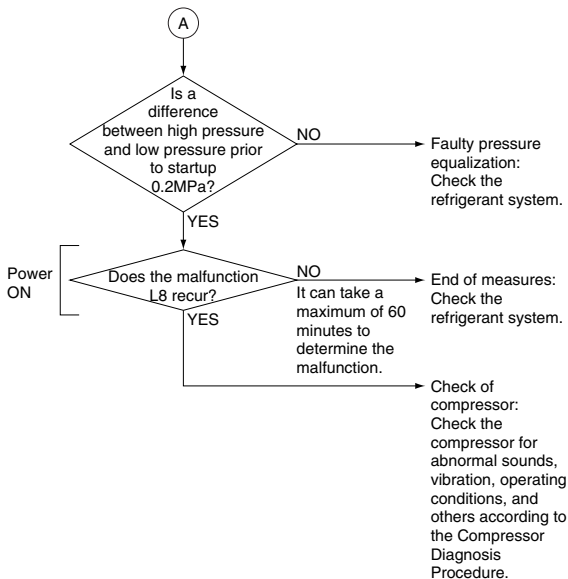 A
Is a
difference
between high pressure
and low pressure prior
to startup
0.2MPa?
NO
Faulty pressure
equalization:
Check the
refrigerant system.
YES
Power
ON
Does the malfunction
L8 recur?
NO
It can take a
maximum of 60
minutes to
determine the
malfunction.
End of measures:
Check the
refrigerant system.
YES
Check of
compressor:
Check the
compressor for
abnormal sounds,
vibration, operating
conditions, and
others according to
the Compressor
Diagnosis
Procedure.